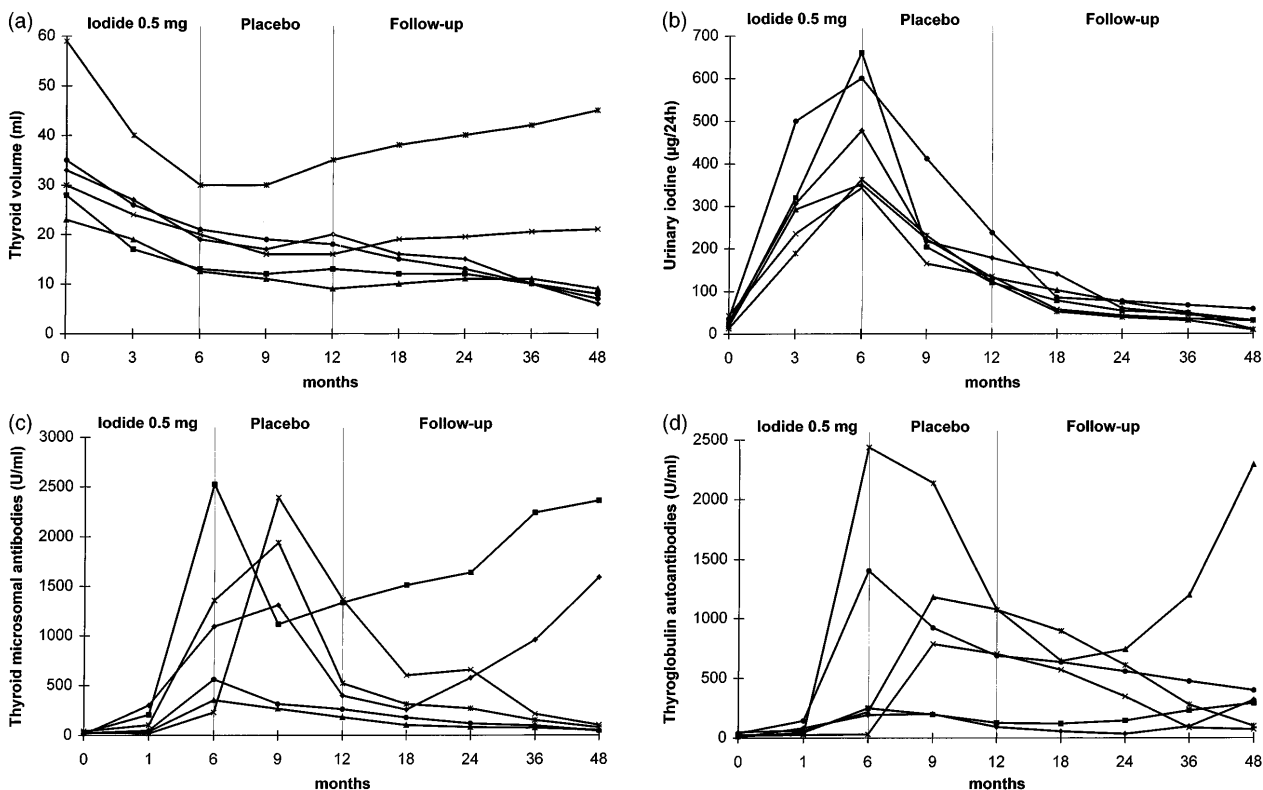 (a)
Iodide 0.5 mg Placebo Follow-up
Thyroid volume (ml)
60
50
40
30
20
10
0
0 3 6 9 12 18 24 36 48
months
(b)
Iodide 0.5 mg Placebo Follow-up
Urinary iodine (µg/24h)
700
600
500
400
300
200
100
0
0 3 6 9 12 18 24 36 48
months
(c)
Iodide 0.5 mg Placebo Follow-up
Thyroid microsomal antibodies (U/ml)
3000
2500
2000
1500
1000
500
0
0 1 6 9 12 18 24 36 48
months
(d)
Iodide 0.5 mg Placebo Follow-up
Thyroglobulin autoantibodies (U/ml)
2500
2000
1500
1000
500
0
0 1 6 9 12 18 24 36 48
months